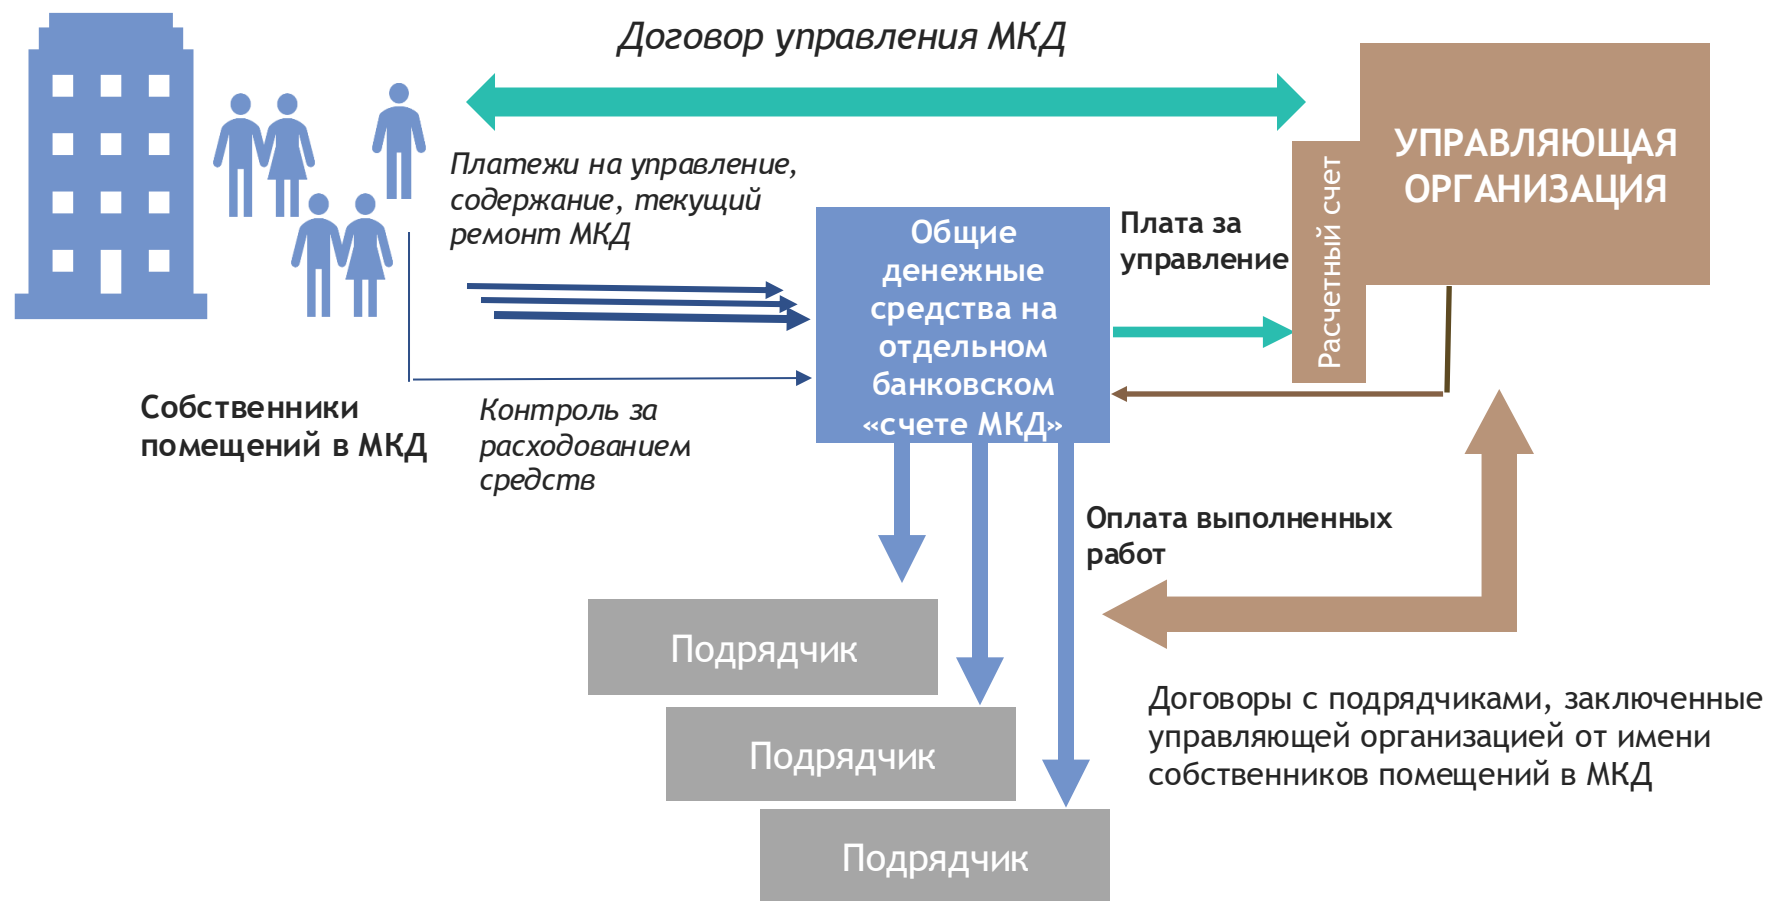 Договор управления МКД
УПРАВЛЯЮЩАЯ
ОРГАНИЗАЦИЯ
Расчетный счет
Платежи на управление,
содержание, текущий
ремонт МКД
Общие
денежные
средства на
отдельном
банковском
«счете МКД»
Плата за
управление
Собственники
помещений в МКД
Контроль за
расходованием
средств
Оплата выполненных
работ
Подрядчик
Подрядчик
Подрядчик
Договоры с подрядчиками, заключенные
управляющей организацией от имени
собственников помещений в МКД